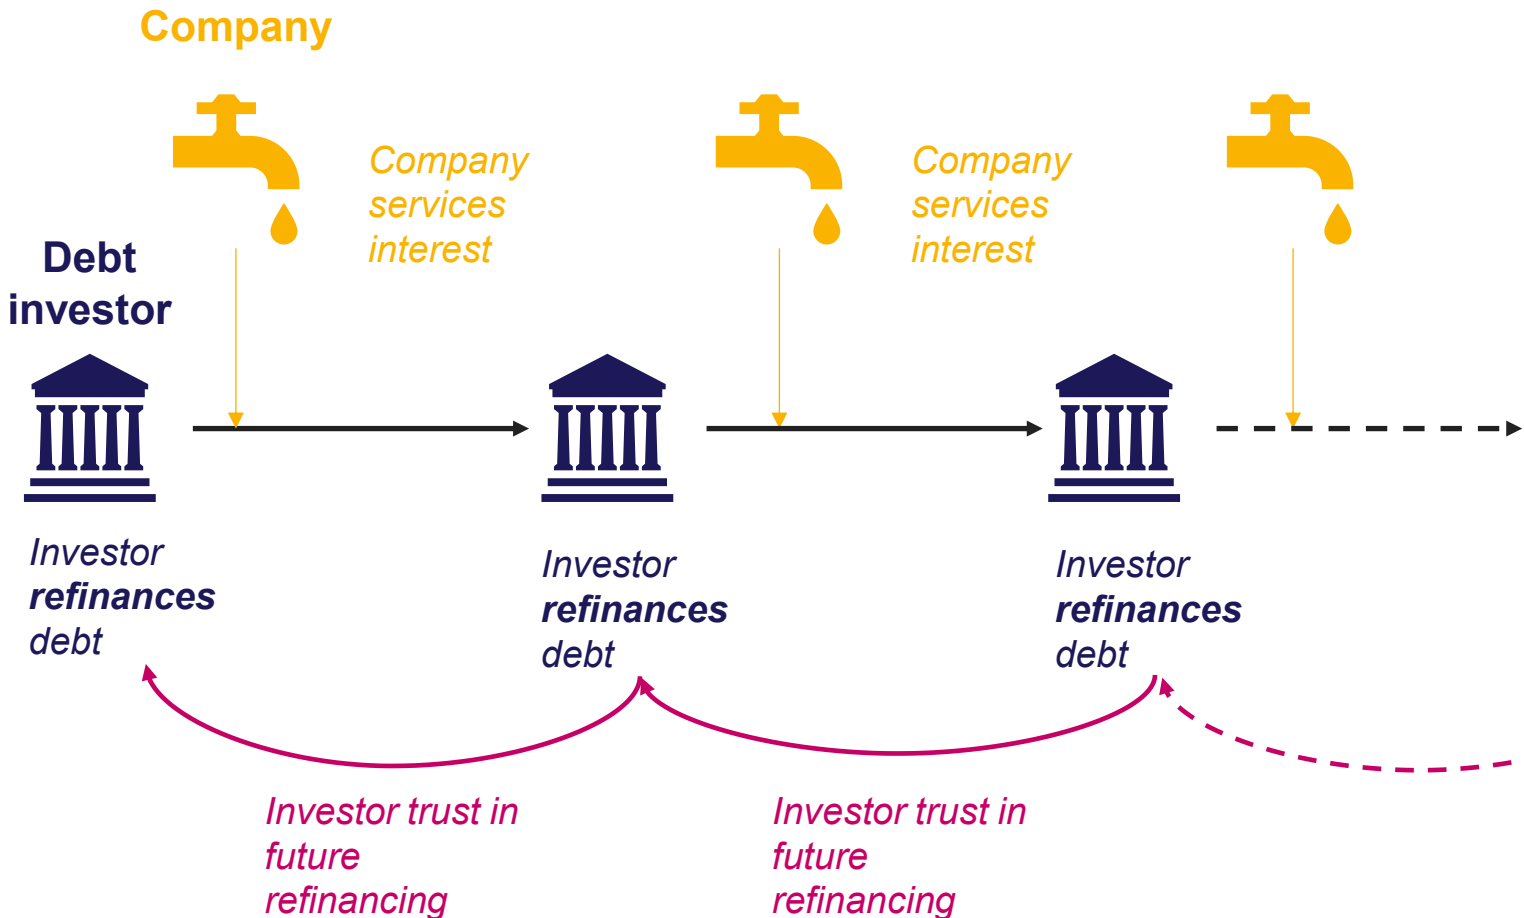 Company
Company
services
interest
Company
services
interest
Debt
investor
Investor
refinances
debt
Investor
refinances
debt
Investor
refinances
debt
Investor trust in
future
refinancing
Investor trust in
future
refinancing